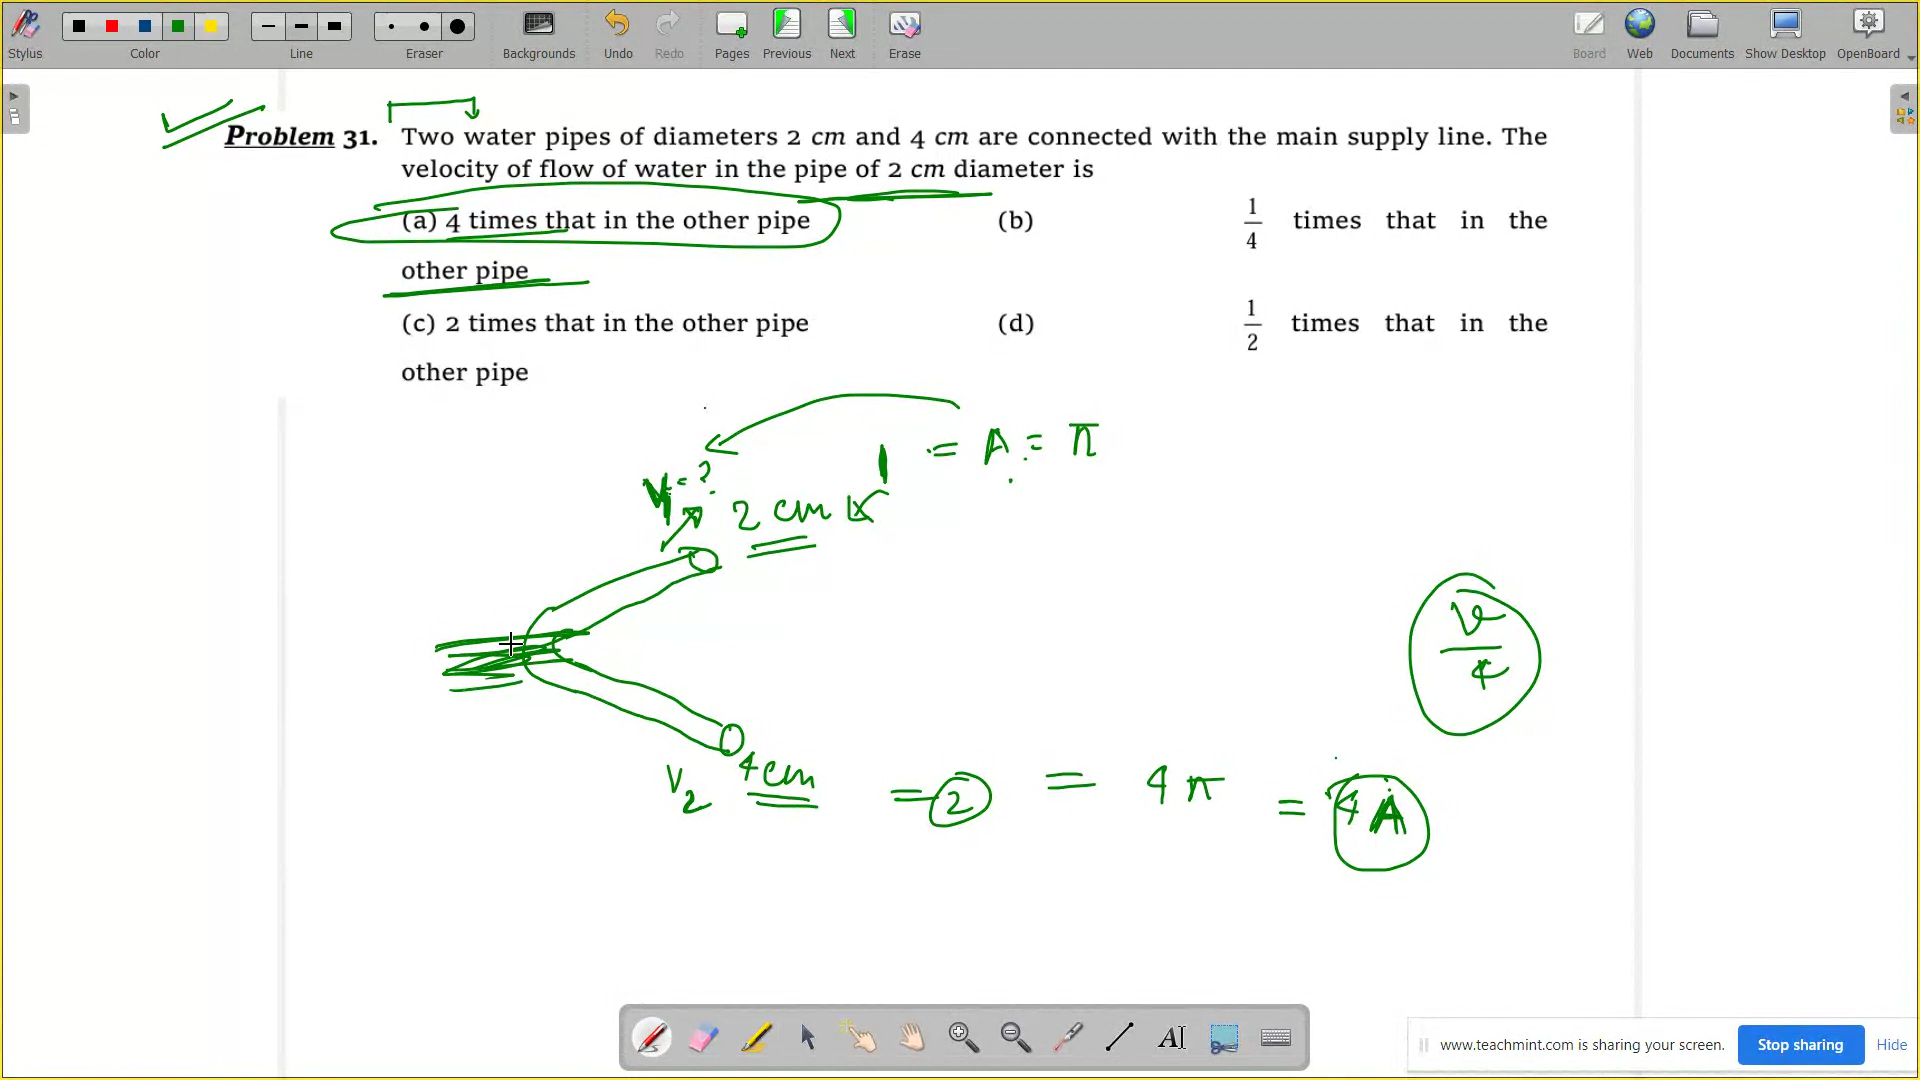 Stylus Color Line Eraser Backgrounds Undo Redo Pages Previous Next Erase Board Web Documents Show Desktop OpenBoard
Problem 31. Two water pipes of diameters 2 cm and 4 cm are connected with the main supply line. The
velocity of flow of water in the pipe of 2 cm diameter is
(a) 4 times that in the other pipe (b) 1/4 times that in the
other pipe
(c) 2 times that in the other pipe (d) 1/2 times that in the
other pipe
1 = A = π
V1 = ?
2 cm
v/4
V2 4cm = 2 = 4π = 4A
www.teachmint.com is sharing your screen. Stop sharing Hide